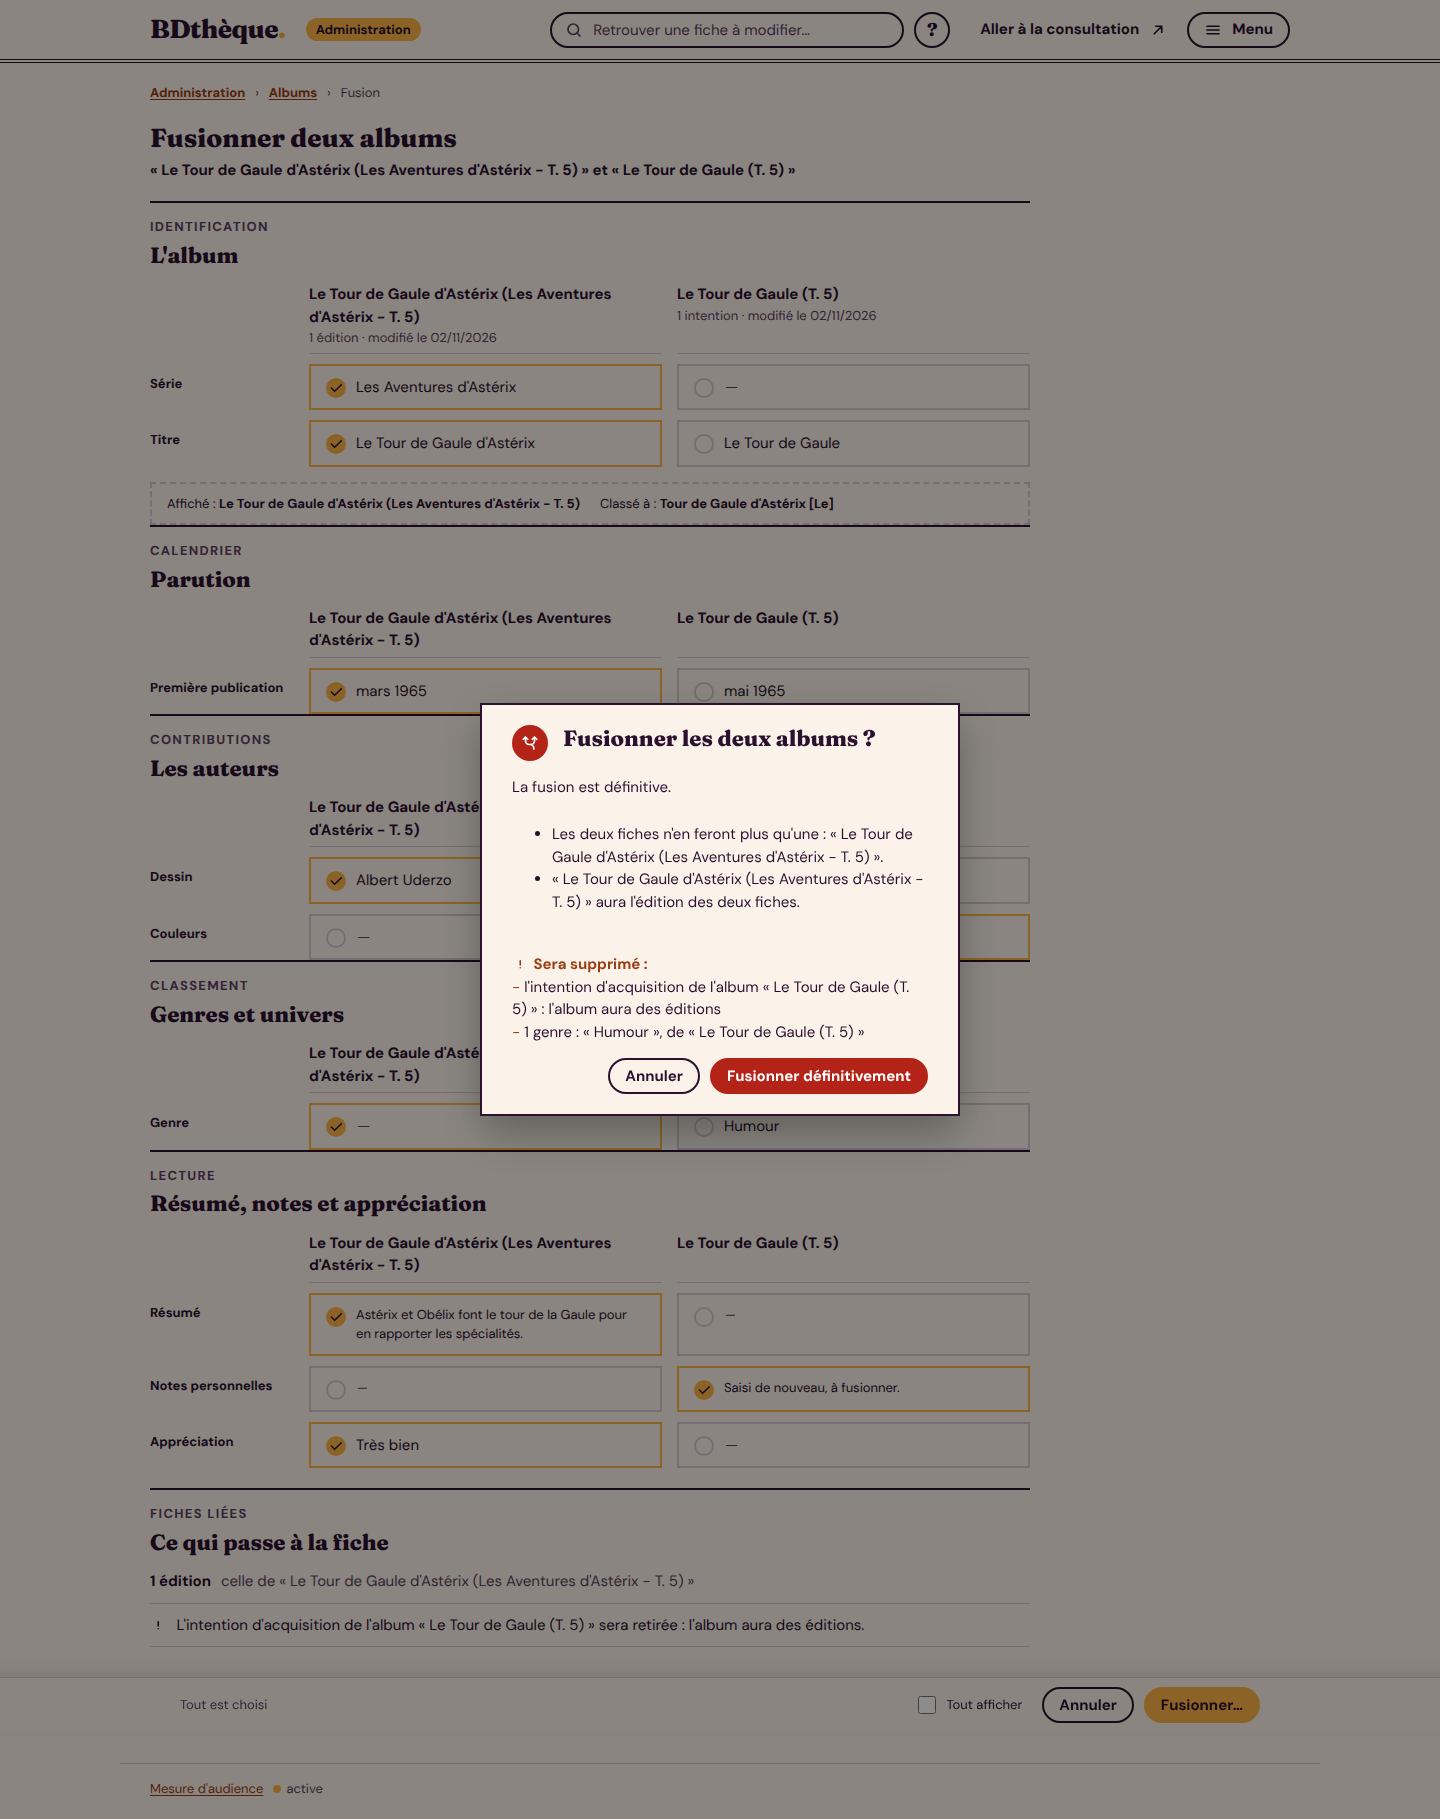 BDthèque.
Administration
Retrouver une fiche à modifier…
?
Aller à la consultation
Menu
Administration › Albums › Fusion
Fusionner deux albums
« Le Tour de Gaule d'Astérix (Les Aventures d'Astérix - T. 5) » et « Le Tour de Gaule (T. 5) »
IDENTIFICATION
L'album
Le Tour de Gaule d'Astérix (Les Aventures
d'Astérix - T. 5)
1 édition · modifié le 02/11/2026
Le Tour de Gaule (T. 5)
1 intention · modifié le 02/11/2026
Série
Les Aventures d'Astérix
—
Titre
Le Tour de Gaule d'Astérix
Le Tour de Gaule
Affiché : Le Tour de Gaule d'Astérix (Les Aventures d'Astérix - T. 5) Classé à : Tour de Gaule d'Astérix [Le]
CALENDRIER
Parution
Le Tour de Gaule d'Astérix (Les Aventures
d'Astérix - T. 5)
Le Tour de Gaule (T. 5)
Première publication
mars 1965
mai 1965
CONTRIBUTIONS
Les auteurs
Le Tour de Gaule d'Asté
d'Astérix - T. 5)
Dessin
Albert Uderzo
Couleurs
—
Fusionner les deux albums ?
La fusion est définitive.
• Les deux fiches n'en feront plus qu'une : « Le Tour de
Gaule d'Astérix (Les Aventures d'Astérix - T. 5) ».
• « Le Tour de Gaule d'Astérix (Les Aventures d'Astérix -
T. 5) » aura l'édition des deux fiches.
! Sera supprimé :
- l'intention d'acquisition de l'album « Le Tour de Gaule (T.
5) » : l'album aura des éditions
- 1 genre : « Humour », de « Le Tour de Gaule (T. 5) »
Annuler
Fusionner définitivement
CLASSEMENT
Genres et univers
Le Tour de Gaule d'Asté
d'Astérix - T. 5)
Genre
—
Humour
LECTURE
Résumé, notes et appréciation
Le Tour de Gaule d'Astérix (Les Aventures
d'Astérix - T. 5)
Le Tour de Gaule (T. 5)
Résumé
Astérix et Obélix font le tour de la Gaule pour
en rapporter les spécialités.
—
Notes personnelles
—
Saisi de nouveau, à fusionner.
Appréciation
Très bien
—
FICHES LIÉES
Ce qui passe à la fiche
1 édition celle de « Le Tour de Gaule d'Astérix (Les Aventures d'Astérix - T. 5) »
! L'intention d'acquisition de l'album « Le Tour de Gaule (T. 5) » sera retirée : l'album aura des éditions.
Tout est choisi
Tout afficher
Annuler
Fusionner…
Mesure d'audience
active